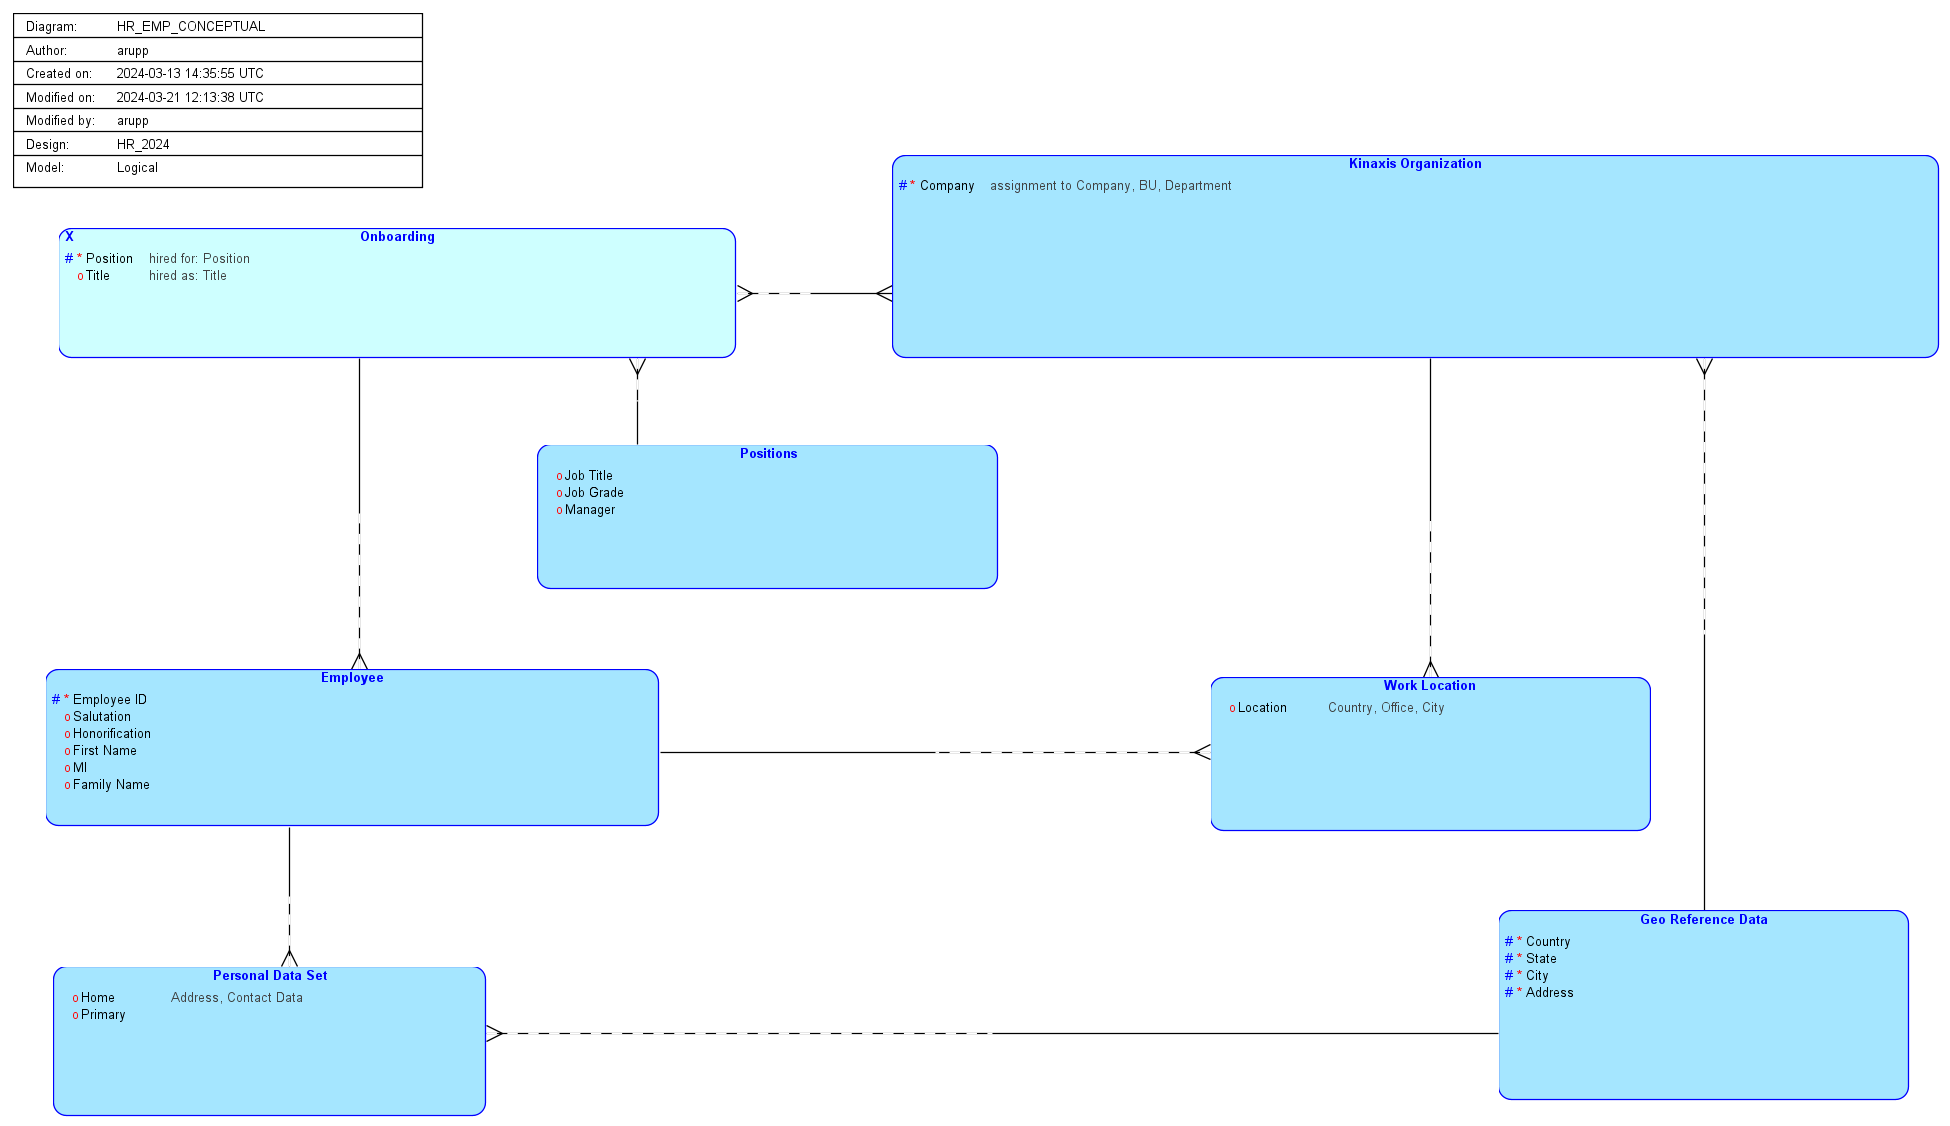 Diagram: HR_EMP_CONCEPTUAL
Author: arupp
Created on: 2024-03-13 14:35:55 UTC
Modified on: 2024-03-21 12:13:38 UTC
Modified by: arupp
Design: HR_2024
Model: Logical
Kinaxis Organization
# * Company assignment to Company, BU, Department
X Onboarding
# * Position hired for: Position
o Title hired as: Title
Positions
o Job Title
o Job Grade
o Manager
Employee
# * Employee ID
o Salutation
o Honorification
o First Name
o MI
o Family Name
Work Location
o Location Country, Office, City
Geo Reference Data
# * Country
# * State
# * City
# * Address
Personal Data Set
o Home Address, Contact Data
o Primary